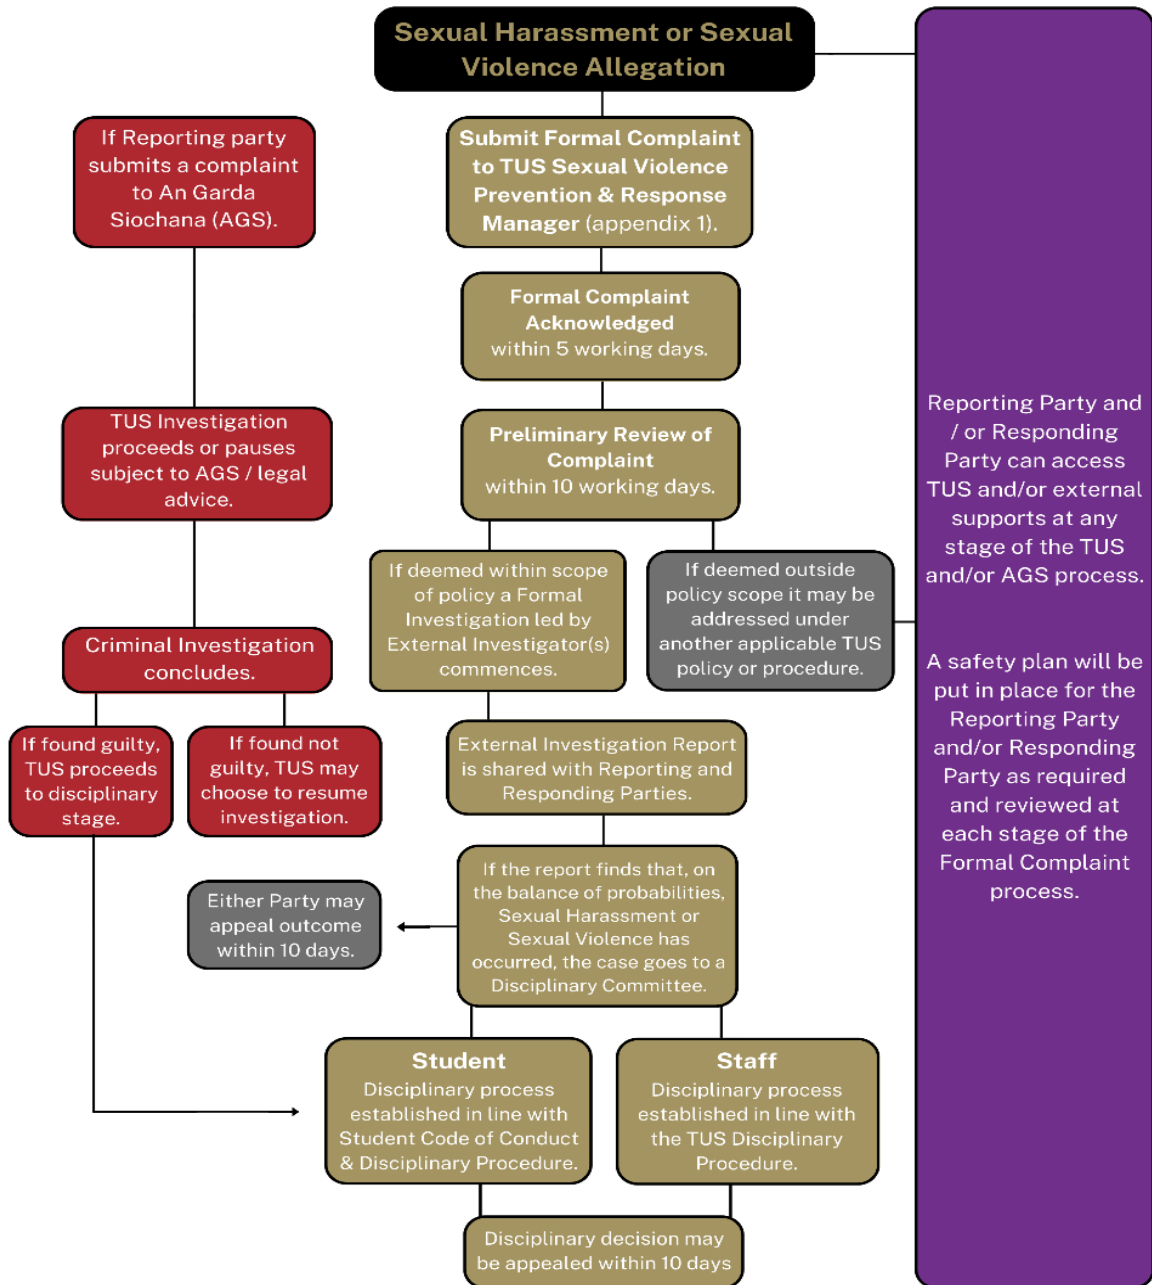 Sexual Harassment or Sexual
Violence Allegation
If Reporting party
submits a complaint
to An Garda
Siochana (AGS).
Submit Formal Complaint
to TUS Sexual Violence
Prevention & Response
Manager (appendix 1).
Formal Complaint
Acknowledged
within 5 working days.
TUS Investigation
proceeds or pauses
subject to AGS / legal
advice.
Preliminary Review of
Complaint
within 10 working days.
If deemed within scope
of policy a Formal
Investigation led by
External Investigator(s)
commences.
If deemed outside
policy scope it may be
addressed under
another applicable TUS
policy or procedure.
Criminal Investigation
concludes.
If found guilty,
TUS proceeds
to disciplinary
stage.
If found not
guilty, TUS may
choose to resume
investigation.
External Investigation Report
is shared with Reporting and
Responding Parties.
Either Party may
appeal outcome
within 10 days.
If the report finds that, on
the balance of probabilities,
Sexual Harassment or
Sexual Violence has
occurred, the case goes to a
Disciplinary Committee.
Student
Disciplinary process
established in line with
Student Code of Conduct
& Disciplinary Procedure.
Staff
Disciplinary process
established in line with
the TUS Disciplinary
Procedure.
Disciplinary decision may
be appealed within 10 days
Reporting Party and
/ or Responding
Party can access
TUS and/or external
supports at any
stage of the TUS
and/or AGS process.
A safety plan will be
put in place for the
Reporting Party
and/or Responding
Party as required
and reviewed at
each stage of the
Formal Complaint
process.